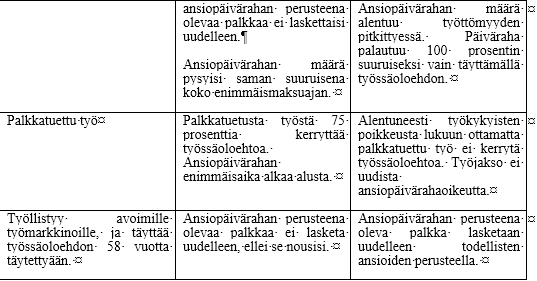 ansiopäivärahan perusteena
olevaa palkkaa ei laskettaisi
uudelleen.¶
Ansiopäivärahan määrä
pysyisi saman suuruisena
koko enimmäismaksuajan.¤
Ansiopäivärahan määrä
alentuu työttömyyden
pitkittyessä. Päiväraha
palautuu 100 prosentin
suuruiseksi vain täyttämällä
työssäoloehdon.¤
Palkkatuettu työ¤
Palkkatuetusta työstä 75
prosenttia kerryttää
työssäoloehtoa.
Ansiopäivärahan
enimmäisaika alkaa alusta.¤
Alentuneesti työkykyisten
poikkeusta lukuun ottamatta
palkkatuettu työ ei kerrytä
työssäoloehtoa. Työjakso ei
uudista
ansiopäivärahaoikeutta.¤
Työllistyy avoimille
työmarkkinoille, ja täyttää
työssäoloehdon 58 vuotta
täytettyään.¤
Ansiopäivärahan perusteena
olevaa palkkaa ei lasketa
uudelleen, ellei se nousisi.¤
Ansiopäivärahan perusteena
oleva palkka lasketaan
uudelleen todellisten
ansioiden perusteella.¤